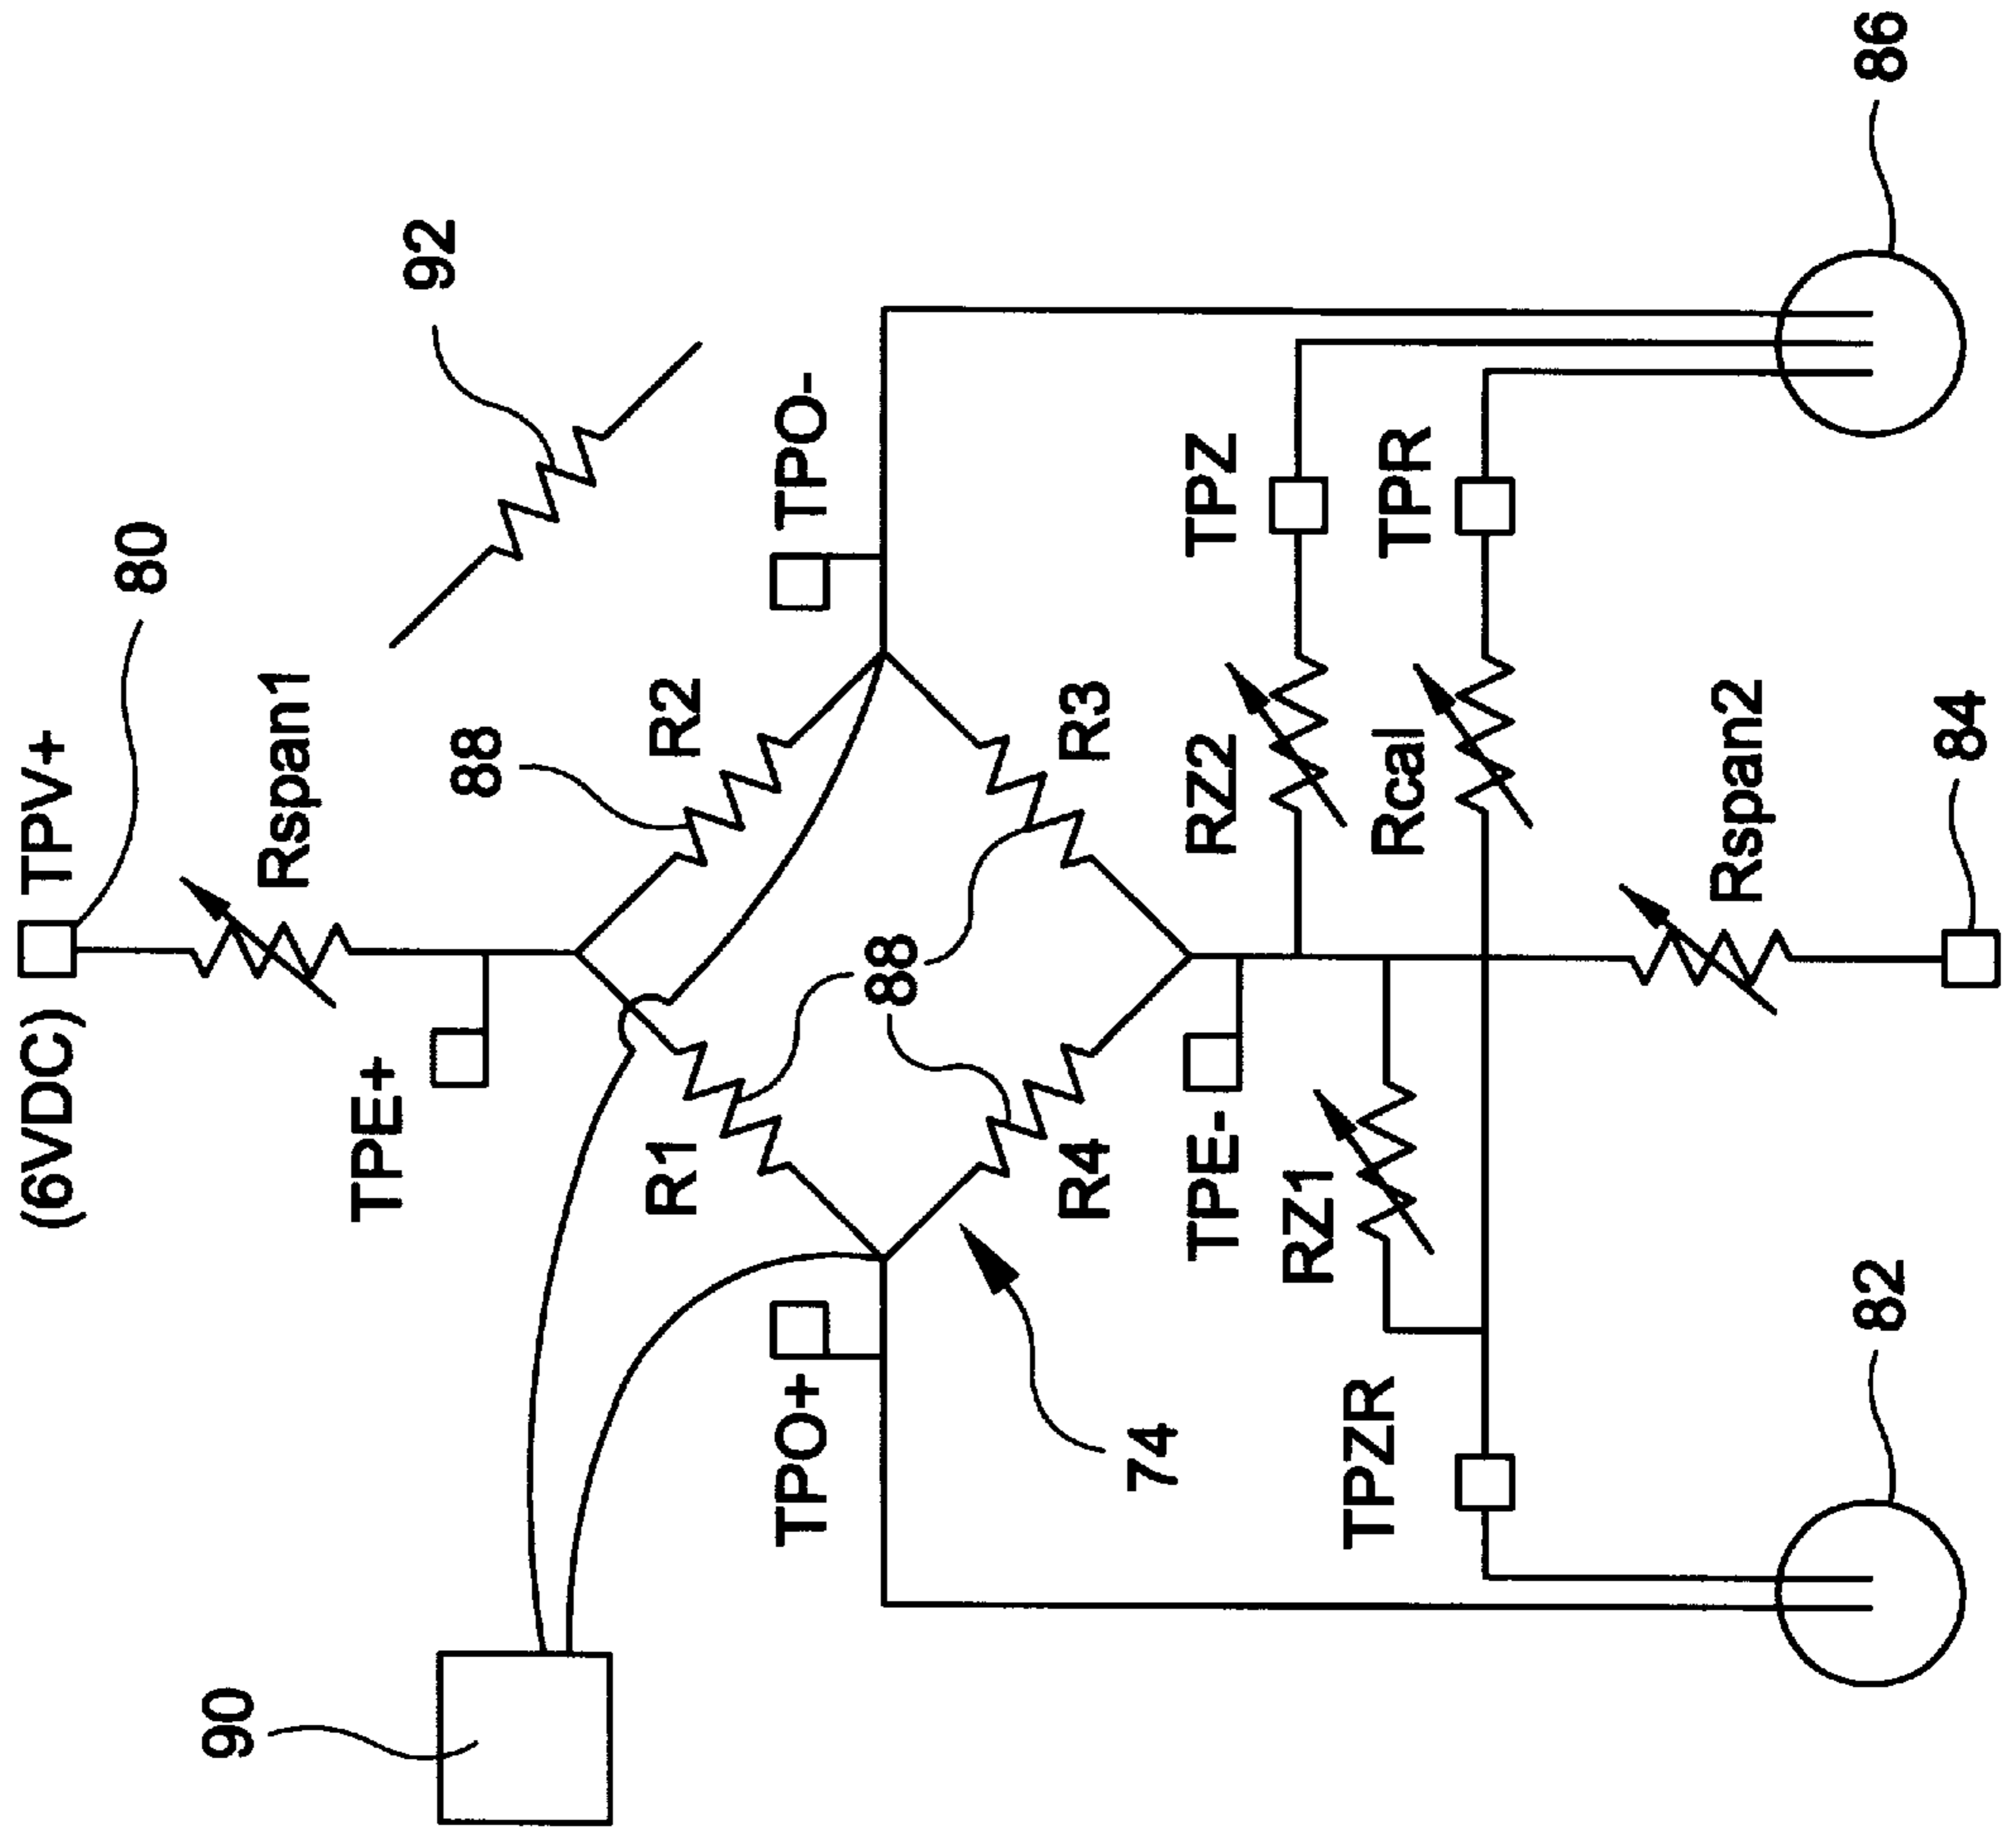 90
82
(6VDC)
TPV+
TPE+
TPO+
TPZR
74
R1
R4
TPE-
RZ1
88
80
Rspan1
88
R2
R3
RZ2
Rcal
Rspan2
84
92
TPO-
TPZ
TPR
86